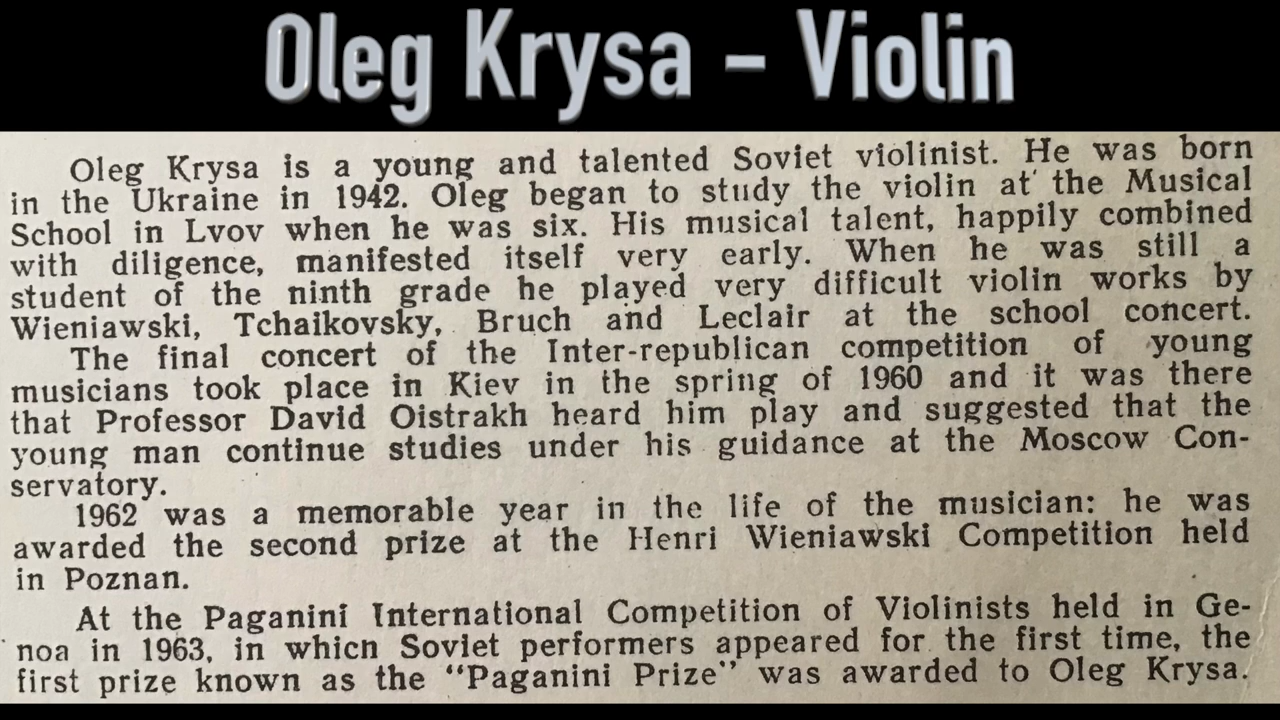 Oleg Krysa – Violin
Oleg Krysa is a young and talented Soviet violinist. He was born
in the Ukraine in 1942. Oleg began to study the violin at the Musical
School in Lvov when he was six. His musical talent, happily combined
with diligence, manifested itself very early. When he was still a
student of the ninth grade he played very difficult violin works by
Wieniawski, Tchaikovsky, Bruch and Leclair at the school concert.
The final concert of the Inter-republican competition of young
musicians took place in Kiev in the spring of 1960 and it was there
that Professor David Oistrakh heard him play and suggested that the
young man continue studies under his guidance at the Moscow Con-
servatory.
1962 was a memorable year in the life of the musician: he was
awarded the second prize at the Henri Wieniawski Competition held
in Poznan.
At the Paganini International Competition of Violinists held in Ge-
noa in 1963, in which Soviet performers appeared for the first time, the
first prize known as the "Paganini Prize" was awarded to Oleg Krysa.